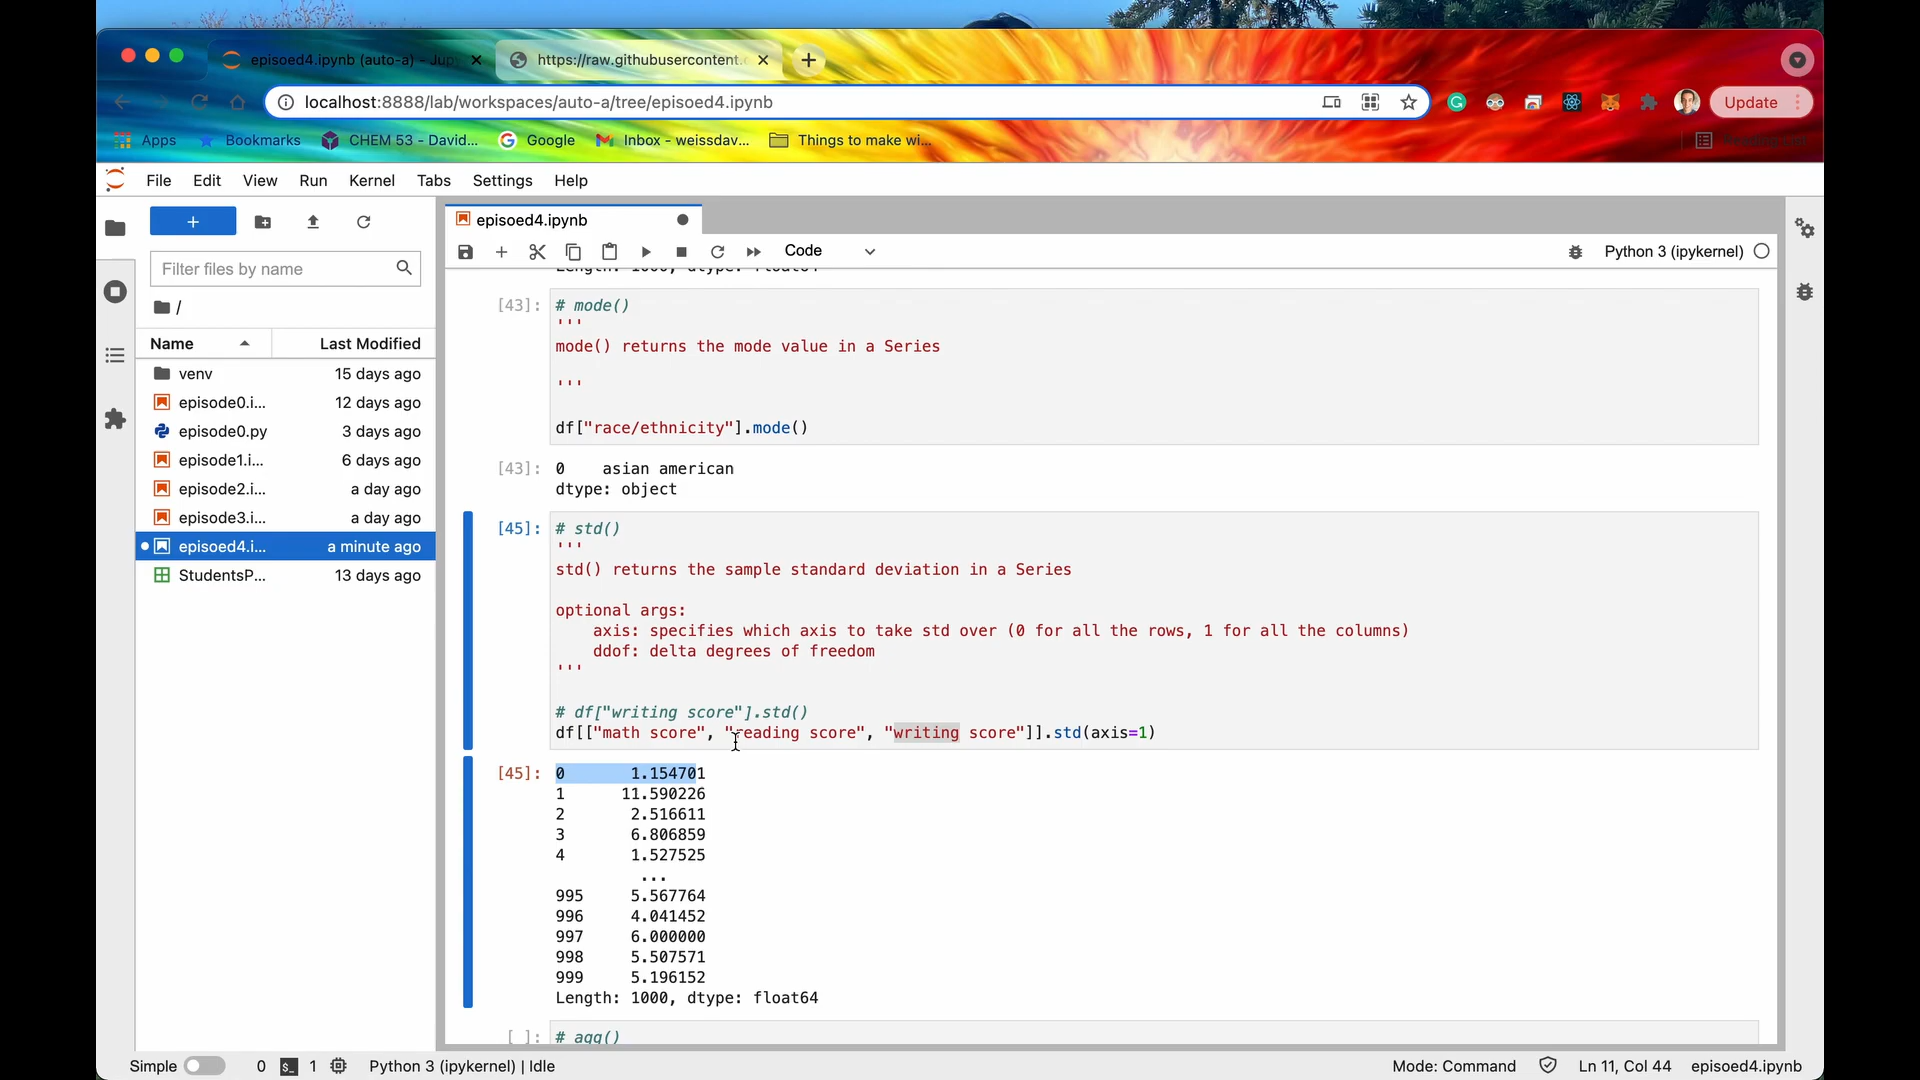 episoed4.ipynb (auto-a) - Jup
https://raw.githubusercontent.c
localhost:8888/lab/workspaces/auto-a/tree/episoed4.ipynb
Update
Apps
Bookmarks
CHEM 53 - David...
Google
Inbox - weissdav...
Things to make wi...
Reading List
File Edit View Run Kernel Tabs Settings Help
episoed4.ipynb
Code
Python 3 (ipykernel)
Filter files by name
/
Name Last Modified
venv 15 days ago
episode0.i... 12 days ago
episode0.py 3 days ago
episode1.i... 6 days ago
episode2.i... a day ago
episode3.i... a day ago
episoed4.i... a minute ago
StudentsP... 13 days ago
Length: 1000, dtype: float64
[43]: # mode()
'''
mode() returns the mode value in a Series
'''
df["race/ethnicity"].mode()
[43]: 0    asian american
dtype: object
[45]: # std()
'''
std() returns the sample standard deviation in a Series
optional args:
axis: specifies which axis to take std over (0 for all the rows, 1 for all the columns)
ddof: delta degrees of freedom
'''
# df["writing score"].std()
df[["math score", "reading score", "writing score"]].std(axis=1)
[45]: 0       1.154701
1      11.590226
2       2.516611
3       6.806859
4       1.527525
...
995     5.567764
996     4.041452
997     6.000000
998     5.507571
999     5.196152
Length: 1000, dtype: float64
[ ]: # agg()
Simple 0 1 Python 3 (ipykernel) | Idle Mode: Command Ln 11, Col 44 episoed4.ipynb